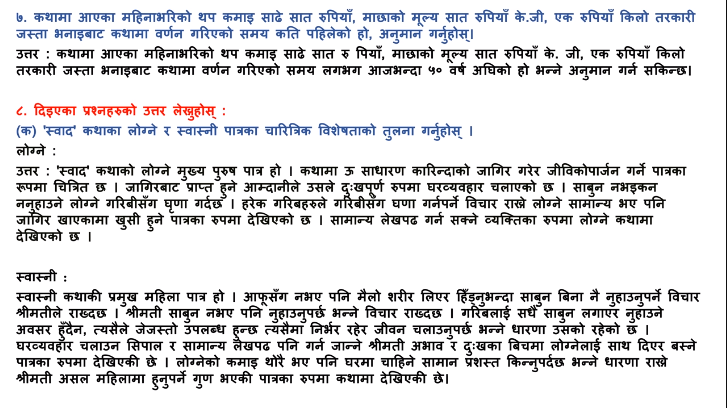 ७. कथामा आएका महिनाभरिको थप कमाइ साढे सात रुपियाँ, माछाको मूल्य सात रुपियाँ के.जी, एक रुपियाँ किलो तरकारी
जस्ता भनाइबाट कथामा वर्णन गरिएको समय कति पहिलेको हो, अनुमान गर्नुहोस्।
उत्तर : कथामा आएका महिनाभरिको थप कमाइ साढे सात रु पियाँ, माछाको मूल्य सात रुपियाँ के. जी, एक रुपियाँ किलो
तरकारी जस्ता भनाइबाट कथामा वर्णन गरिएको समय लगभग आजभन्दा ५० वर्ष अघिको हो भन्ने अनुमान गर्न सकिन्छ।
८. दिइएका प्रश्नहरुको उत्तर लेख्नुहोस् :
(क) 'स्वाद' कथाका लोग्ने र स्वास्नी पात्रका चारित्रिक विशेषताको तुलना गर्नुहोस् ।
लोग्ने :
उत्तर : 'स्वाद' कथाको लोग्ने मुख्य पुरुष पात्र हो । कथामा ऊ साधारण कारिन्दाको जागिर गरेर जीविकोपार्जन गर्ने पात्रका
रूपमा चित्रित छ । जागिरबाट प्राप्त हुने आम्दानीले उसले दुःखपूर्ण रुपमा घरव्यवहार चलाएको छ । साबुन नभइकन
ननुहाउने लोग्ने गरिबीसँग घृणा गर्दछ । हरेक गरिबहरुले गरिबीसँग घणा गर्नपर्ने विचार राख्ने लोग्ने सामान्य भए पनि
जागिर खाएकामा खुसी हुने पात्रका रुपमा देखिएको छ । सामान्य लेखपढ गर्न सक्ने व्यक्तिका रुपमा लोग्ने कथामा
देखिएको छ ।
स्वास्नी :
स्वास्नी कथाकी प्रमुख महिला पात्र हो । आफूसँग नभए पनि मैलो शरीर लिएर हिँड्नुभन्दा साबुन बिना नै नुहाउनुपर्ने विचार
श्रीमतीले राख्दछ । श्रीमती साबुन नभए पनि नुहाउनुपर्छ भन्ने विचार राख्दछ । गरिबलाई सधैँ साबुन लगाएर नुहाउने
अवसर हुँदैन, त्यसैले जेजस्तो उपलब्ध हुन्छ त्यसैमा निर्भर रहेर जीवन चलाउनुपर्छ भन्ने धारणा उसको रहेको छ ।
घरव्यवहार चलाउन सिपाल र सामान्य लेखपढ पनि गर्न जान्ने श्रीमती अभाव र दुःखका बिचमा लोग्नेलाई साथ दिएर बस्ने
पात्रका रुपमा देखिएकी छे । लोग्नेको कमाइ थोरै भए पनि घरमा चाहिने सामान प्रशस्त किन्नुपर्दछ भन्ने धारणा राख्ने
श्रीमती असल महिलामा हुनुपर्ने गुण भएकी पात्रका रुपमा कथामा देखिएकी छे।